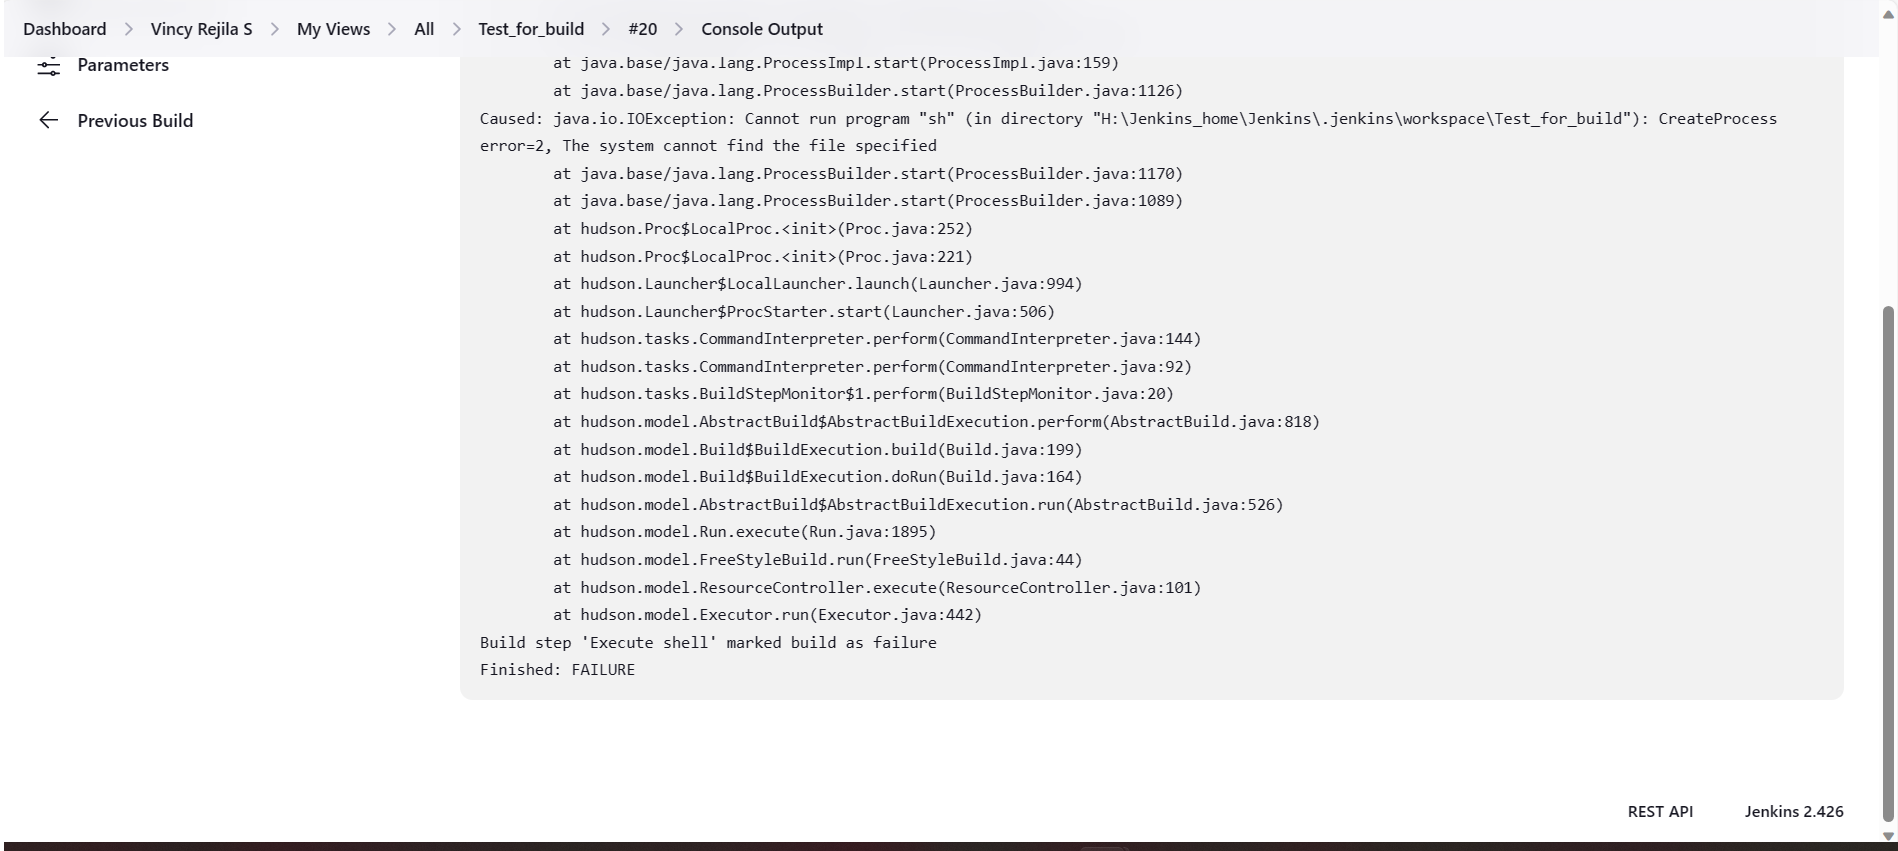 Dashboard > Vincy Rejila S > My Views > All > Test_for_build > #20 > Console Output
Parameters
Previous Build
at java.base/java.lang.ProcessImpl.start(ProcessImpl.java:159)
at java.base/java.lang.ProcessBuilder.start(ProcessBuilder.java:1126)
Caused: java.io.IOException: Cannot run program "sh" (in directory "H:\Jenkins_home\Jenkins\.jenkins\workspace\Test_for_build"): CreateProcess
error=2, The system cannot find the file specified
at java.base/java.lang.ProcessBuilder.start(ProcessBuilder.java:1170)
at java.base/java.lang.ProcessBuilder.start(ProcessBuilder.java:1089)
at hudson.Proc$LocalProc.<init>(Proc.java:252)
at hudson.Proc$LocalProc.<init>(Proc.java:221)
at hudson.Launcher$LocalLauncher.launch(Launcher.java:994)
at hudson.Launcher$ProcStarter.start(Launcher.java:506)
at hudson.tasks.CommandInterpreter.perform(CommandInterpreter.java:144)
at hudson.tasks.CommandInterpreter.perform(CommandInterpreter.java:92)
at hudson.tasks.BuildStepMonitor$1.perform(BuildStepMonitor.java:20)
at hudson.model.AbstractBuild$AbstractBuildExecution.perform(AbstractBuild.java:818)
at hudson.model.Build$BuildExecution.build(Build.java:199)
at hudson.model.Build$BuildExecution.doRun(Build.java:164)
at hudson.model.AbstractBuild$AbstractBuildExecution.run(AbstractBuild.java:526)
at hudson.model.Run.execute(Run.java:1895)
at hudson.model.FreeStyleBuild.run(FreeStyleBuild.java:44)
at hudson.model.ResourceController.execute(ResourceController.java:101)
at hudson.model.Executor.run(Executor.java:442)
Build step 'Execute shell' marked build as failure
Finished: FAILURE
REST API Jenkins 2.426